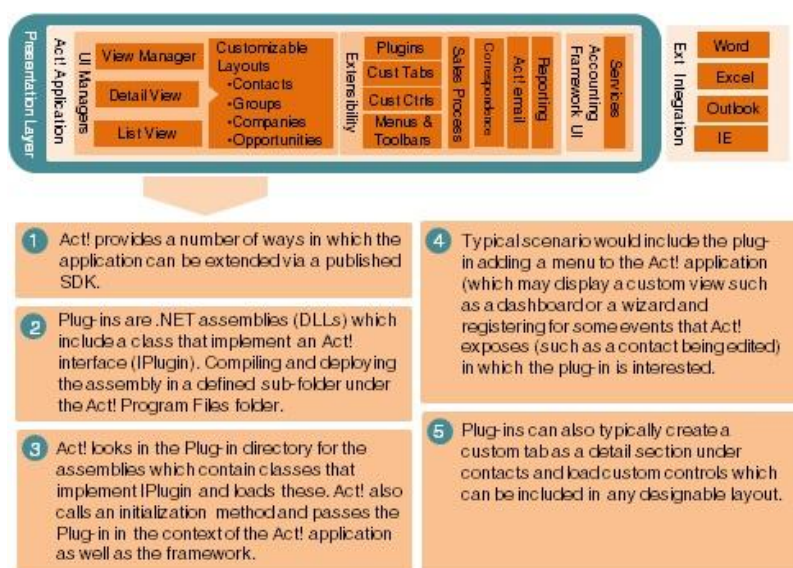 Presentation Layer
Act! Application
UI Managers
View Manager
Detail View
List View
Customizable
Layouts
•Contacts
•Groups
•Companies
•Opportunities
Extensibility
Plugins
Cust Tabs
Cust Ctrls
Menus &
Toolbars
Sales Process
Correspondence
Act! email
Reporting
Accounting
Framework UI
Services
Ext Integration
Word
Excel
Outlook
IE
1
Act! provides a number of ways in which the
application can be extended via a published
SDK.
2
Plug-ins are .NET assemblies (DLLs) which
include a class that implement an Act!
interface (IPlugin). Compiling and deploying
the assembly in a defined sub-folder under
the Act! Program Files folder.
3
Act! looks in the Plug-in directory for the
assemblies which contain classes that
implement IPlugin and loads these. Act! also
calls an initialization method and passes the
Plug-in in the context of the Act! application
as well as the framework.
4
Typical scenario would include the plug-
in adding a menu to the Act! application
(which may display a custom view such
as a dashboard or a wizard and
registering for some events that Act!
exposes (such as a contact being edited)
in which the plug-in is interested.
5
Plug-ins can also typically create a
custom tab as a detail section under
contacts and load custom controls which
can be included in any designable layout.